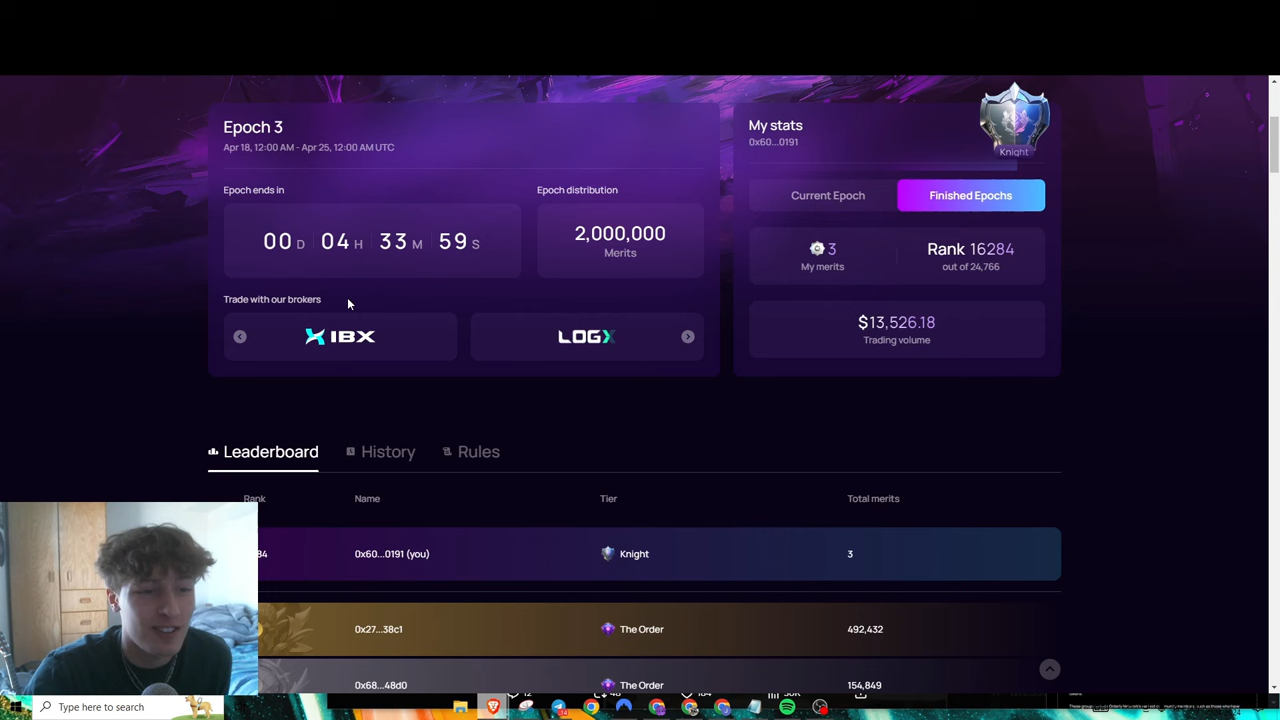 Epoch 3
Apr 18, 12:00 AM - Apr 25, 12:00 AM UTC
Epoch ends in
Epoch distribution
00 D 04 H 33 M 59 S
2,000,000
Merits
Trade with our brokers
IBX
LOGX
My stats
0x60...0191
Knight
Current Epoch
Finished Epochs
3
My merits
Rank 16284
out of 24,766
$13,526.18
Trading volume
Leaderboard
History
Rules
Rank Name Tier Total merits
84 0x60...0191 (you) Knight 3
0x27...38c1 The Order 492,432
0x68...48d0 The Order 154,849
Type here to search